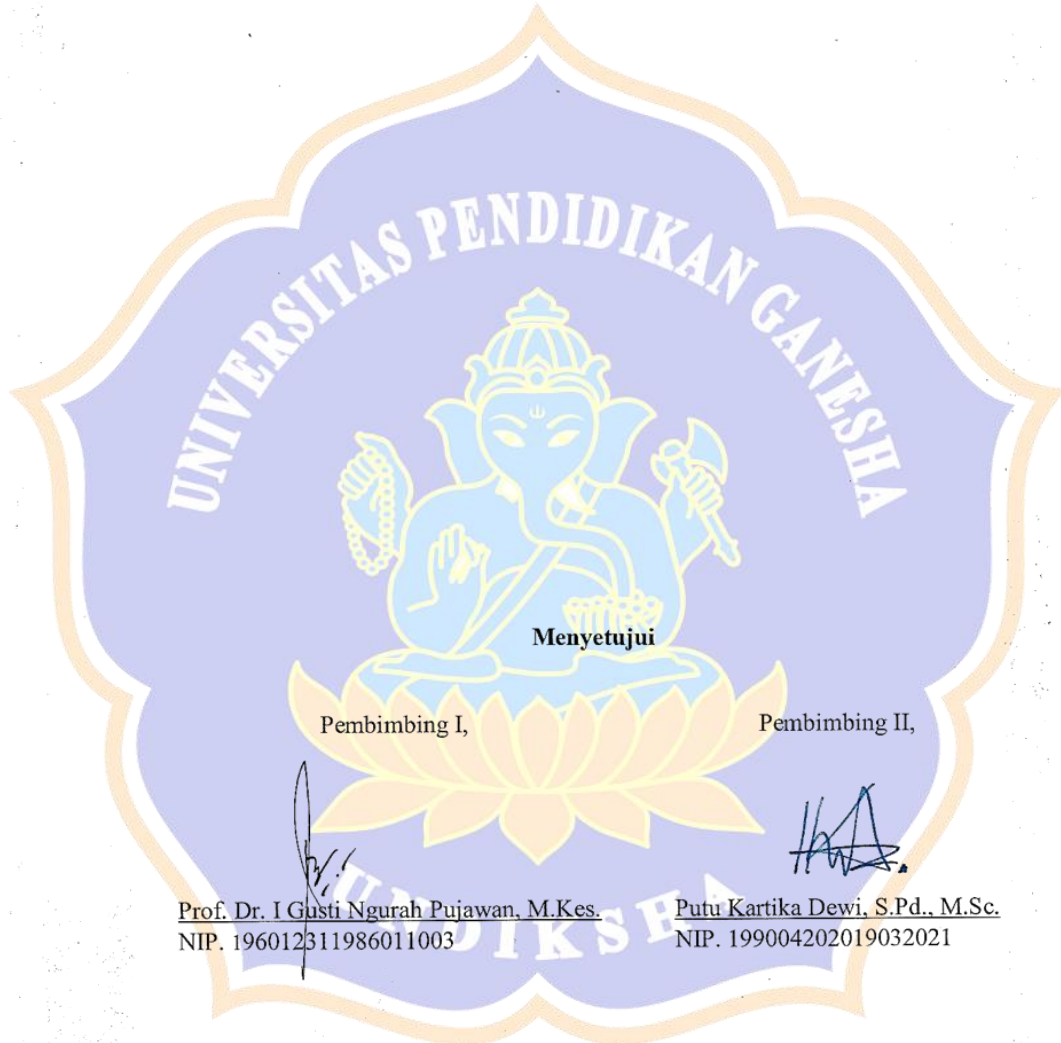 UNIVERSITAS PENDIDIKAN GANESHA
Menyetujui
Pembimbing I,
Pembimbing II,
Prof. Dr. I Gusti Ngurah Pujawan, M.Kes.
Putu Kartika Dewi, S.Pd., M.Sc.
NIP. 196012311986011003
NIP. 199004202019032021
UNDIKSHA